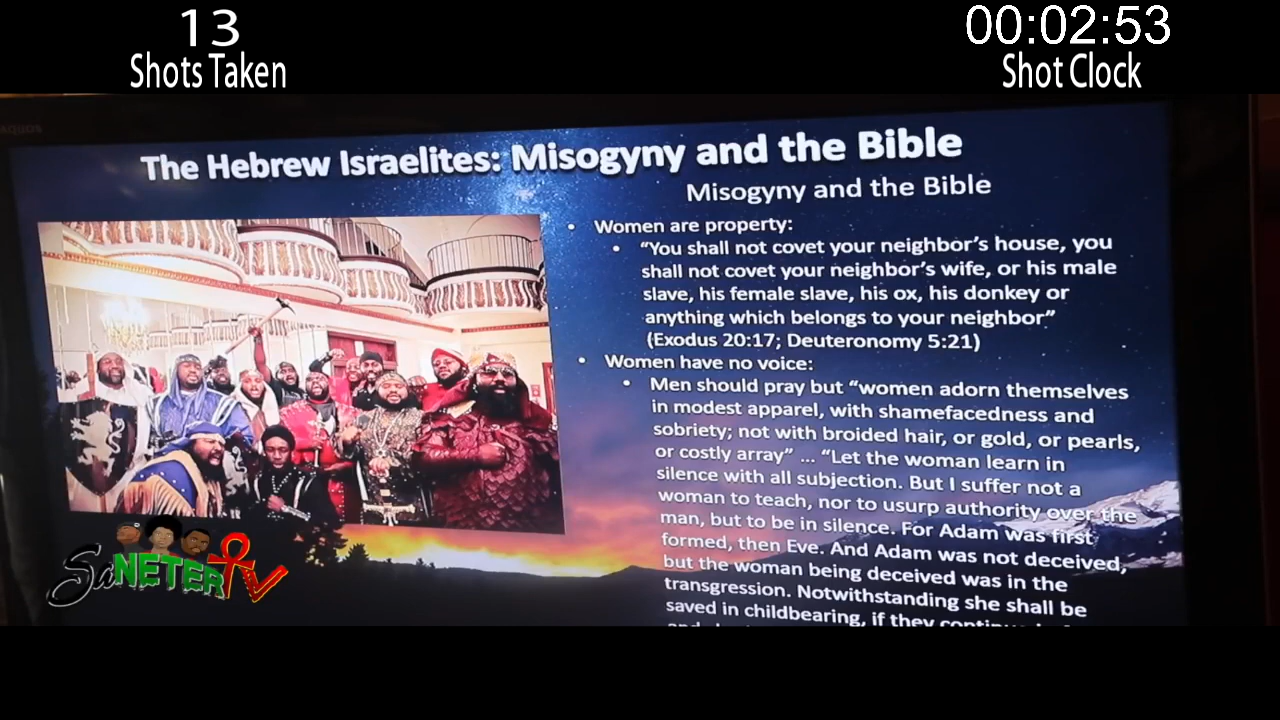 13
Shots Taken
00:02:53
Shot Clock
The Hebrew Israelites: Misogyny and the Bible
Misogyny and the Bible
• Women are property:
• “You shall not covet your neighbor’s house, you
shall not covet your neighbor’s wife, or his male
slave, his female slave, his ox, his donkey or
anything which belongs to your neighbor”
(Exodus 20:17; Deuteronomy 5:21)
• Women have no voice:
• Men should pray but “women adorn themselves
in modest apparel, with shamefacedness and
sobriety; not with broided hair, or gold, or pearls,
or costly array” ... “Let the woman learn in
silence with all subjection. But I suffer not a
woman to teach, nor to usurp authority over the
man, but to be in silence. For Adam was first
formed, then Eve. And Adam was not deceived,
but the woman being deceived was in the
transgression. Notwithstanding she shall be
saved in childbearing, if they
SaNETERTV